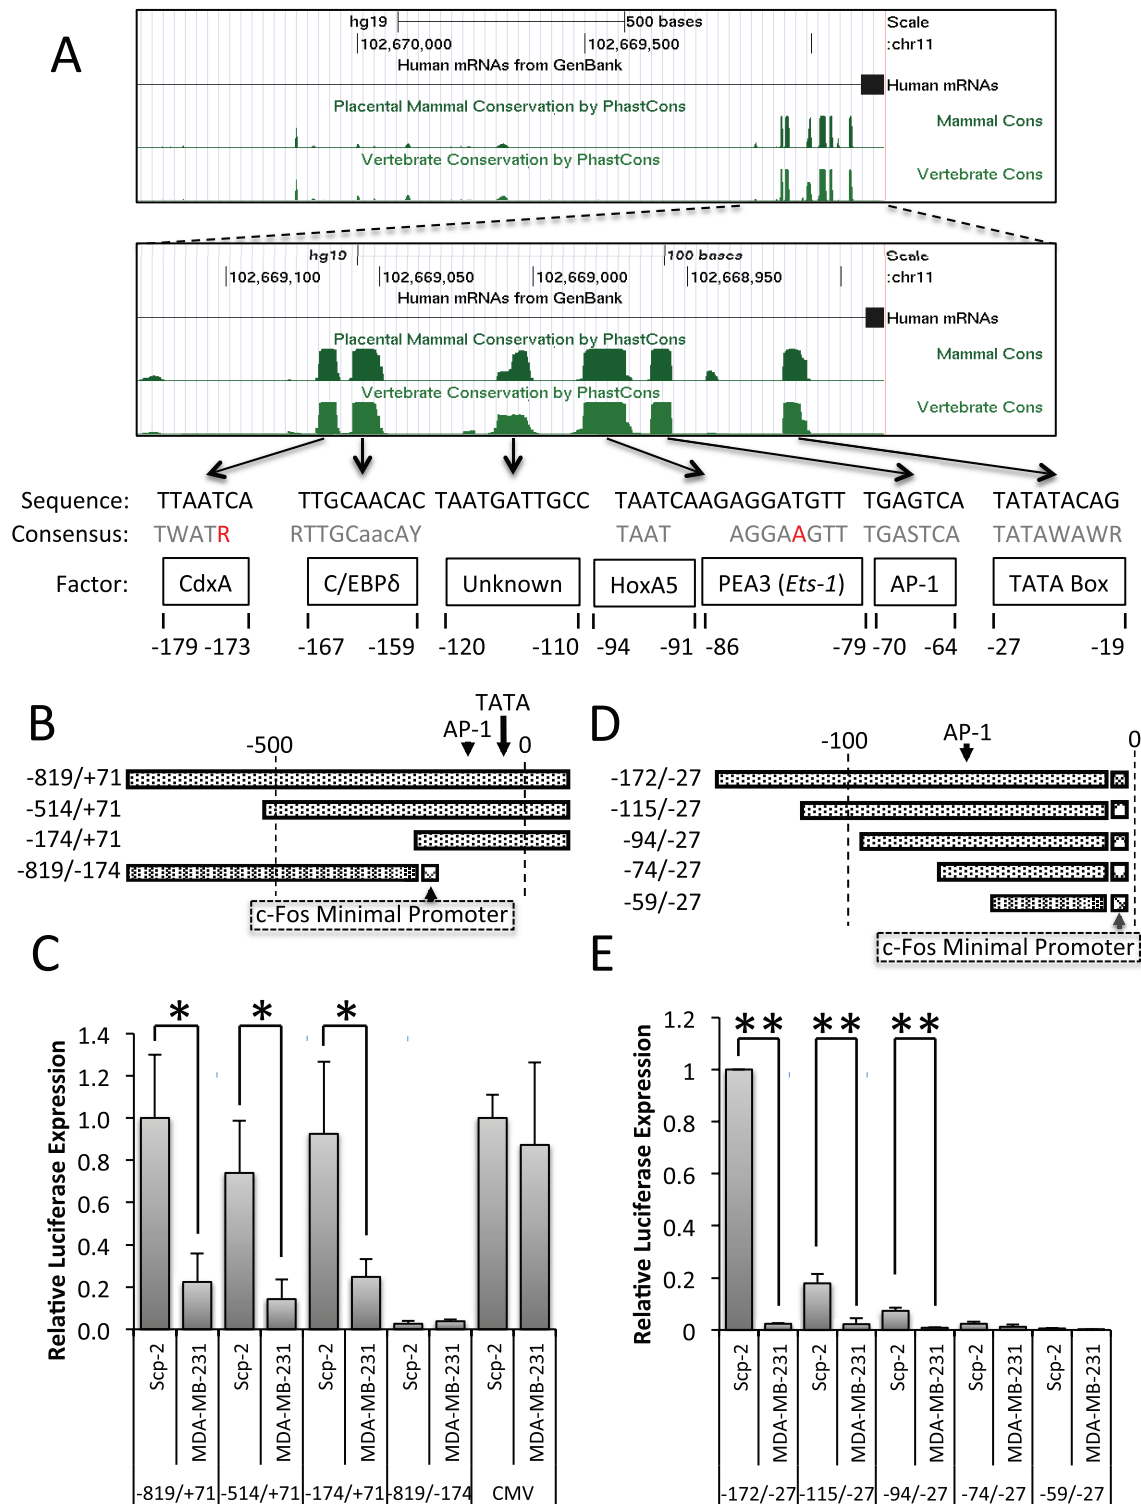 A
hg19 500 bases Scale
102,670,000 102,669,500 :chr11
Human mRNAs from GenBank
Human mRNAs
Placental Mammal Conservation by PhastCons
Mammal Cons
Vertebrate Conservation by PhastCons
Vertebrate Cons
hg19 100 bases Scale
102,669,100 102,669,050 102,669,000 102,668,950 :chr11
Human mRNAs from GenBank
Human mRNAs
Placental Mammal Conservation by PhastCons
Mammal Cons
Vertebrate Conservation by PhastCons
Vertebrate Cons
Sequence: TTAATCA TTGCAACAC TAATGATTGCC TAATCAAGAGGATGTT TGAGTCA TATATACAG
Consensus: TWATR RTTGCaacAY TAAT AGGAAGTT TGASTCA TATAWAWR
Factor: CdxA C/EBPδ Unknown HoxA5 PEA3 (Ets-1) AP-1 TATA Box
-179 -173 -167 -159 -120 -110 -94 -91 -86 -79 -70 -64 -27 -19
B
TATA
AP-1
-500 0
-819/+71
-514/+71
-174/+71
-819/-174
c-Fos Minimal Promoter
D
AP-1
-100 0
-172/-27
-115/-27
-94/-27
-74/-27
-59/-27
c-Fos Minimal Promoter
C
Relative Luciferase Expression
1.4
1.2
1.0
0.8
0.6
0.4
0.2
0.0
* * *
Scp-2 MDA-MB-231 Scp-2 MDA-MB-231 Scp-2 MDA-MB-231 Scp-2 MDA-MB-231 Scp-2 MDA-MB-231
-819/+71 -514/+71 -174/+71 -819/-174 CMV
E
Relative Luciferase Expression
1.2
1
0.8
0.6
0.4
0.2
0
** ** **
Scp-2 MDA-MB-231 Scp-2 MDA-MB-231 Scp-2 MDA-MB-231 Scp-2 MDA-MB-231 Scp-2 MDA-MB-231
-172/-27 -115/-27 -94/-27 -74/-27 -59/-27